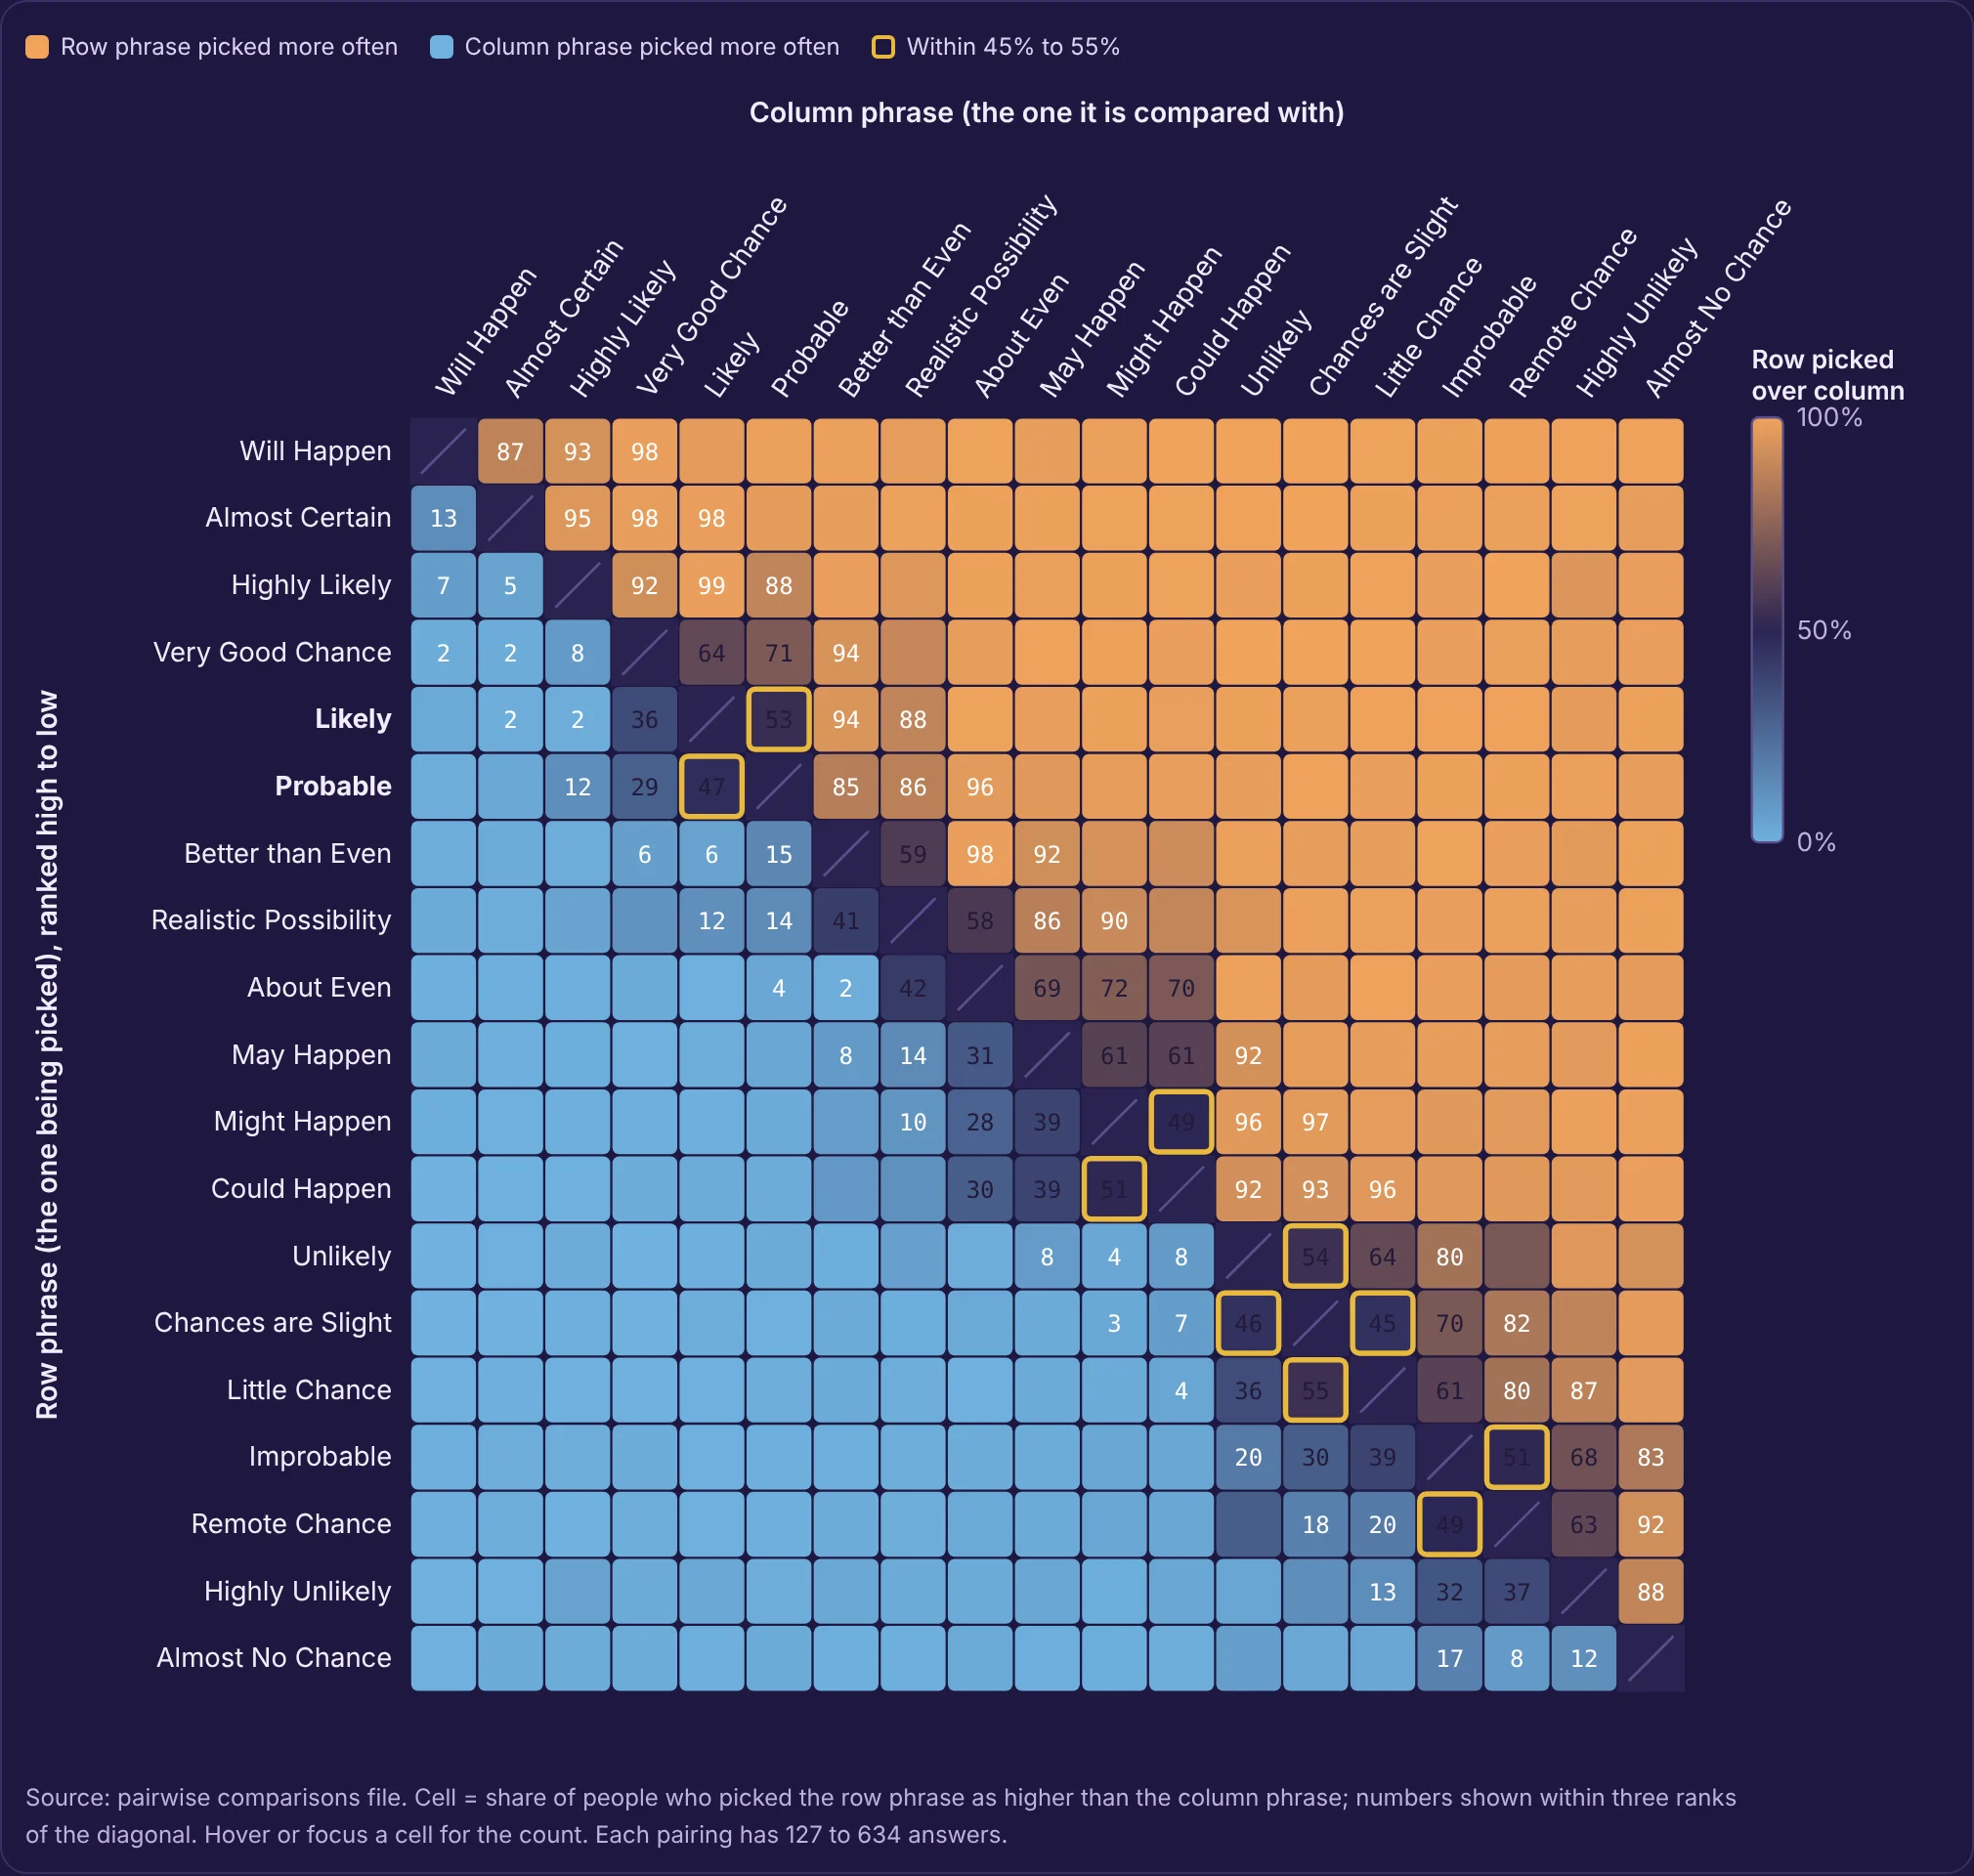 Row phrase picked more often Column phrase picked more often Within 45% to 55%
Column phrase (the one it is compared with)
Will Happen
Almost Certain
Highly Likely
Very Good Chance
Likely
Probable
Better than Even
Realistic Possibility
About Even
May Happen
Might Happen
Could Happen
Unlikely
Chances are Slight
Little Chance
Improbable
Remote Chance
Highly Unlikely
Almost No Chance
Row picked
over column
100%
50%
0%
Row phrase (the one being picked), ranked high to low
Will Happen 87 93 98
Almost Certain 13 95 98 98
Highly Likely 7 5 92 99 88
Very Good Chance 2 2 8 64 71 94
Likely 2 2 36 53 94 88
Probable 12 29 47 85 86 96
Better than Even 6 6 15 59 98 92
Realistic Possibility 12 14 41 58 86 90
About Even 4 2 42 69 72 70
May Happen 8 14 31 61 61 92
Might Happen 10 28 39 49 96 97
Could Happen 30 39 51 92 93 96
Unlikely 8 4 8 54 64 80
Chances are Slight 3 7 46 45 70 82
Little Chance 4 36 55 61 80 87
Improbable 20 30 39 51 68 83
Remote Chance 18 20 49 63 92
Highly Unlikely 13 32 37 88
Almost No Chance 17 8 12
Source: pairwise comparisons file. Cell = share of people who picked the row phrase as higher than the column phrase; numbers shown within three ranks
of the diagonal. Hover or focus a cell for the count. Each pairing has 127 to 634 answers.